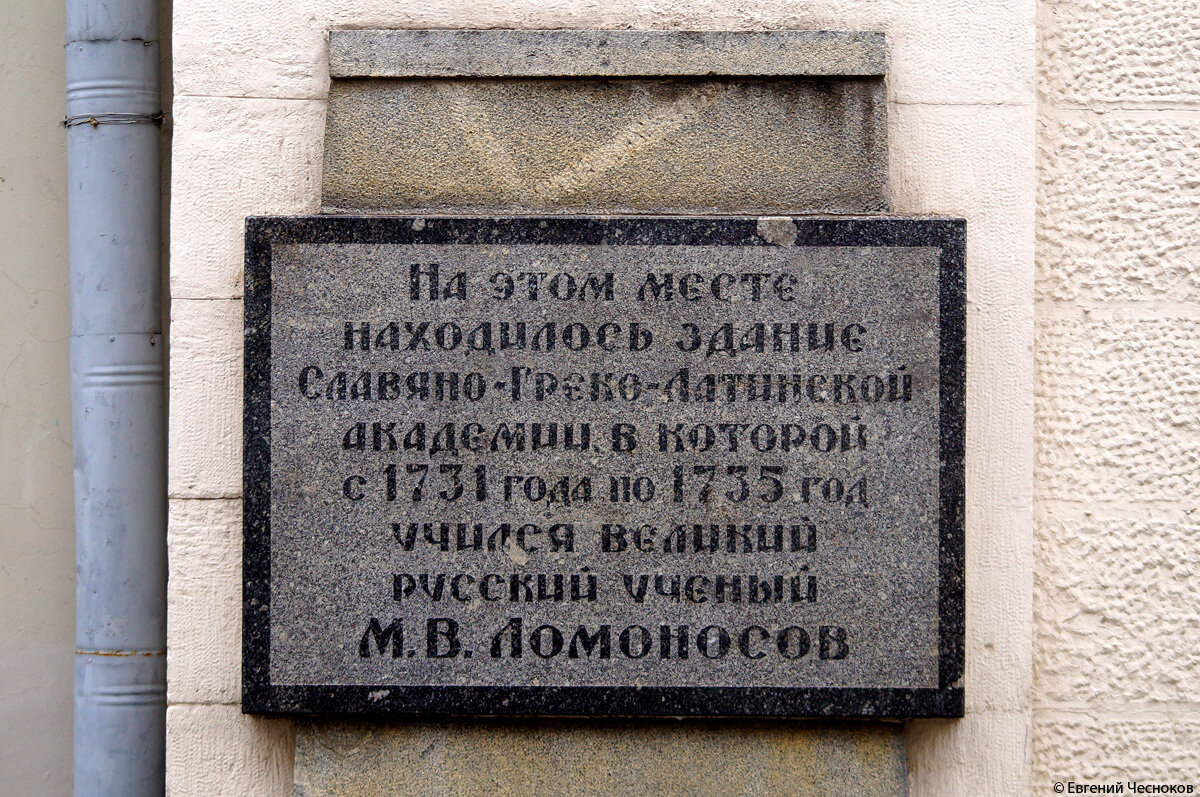 На этом месте
находилось здание
Славяно-Греко-Латинской
академии, в которой
с 1731 года по 1735 год
учился великий
русский ученый
М.В. Ломоносов
© Евгений Чесноков